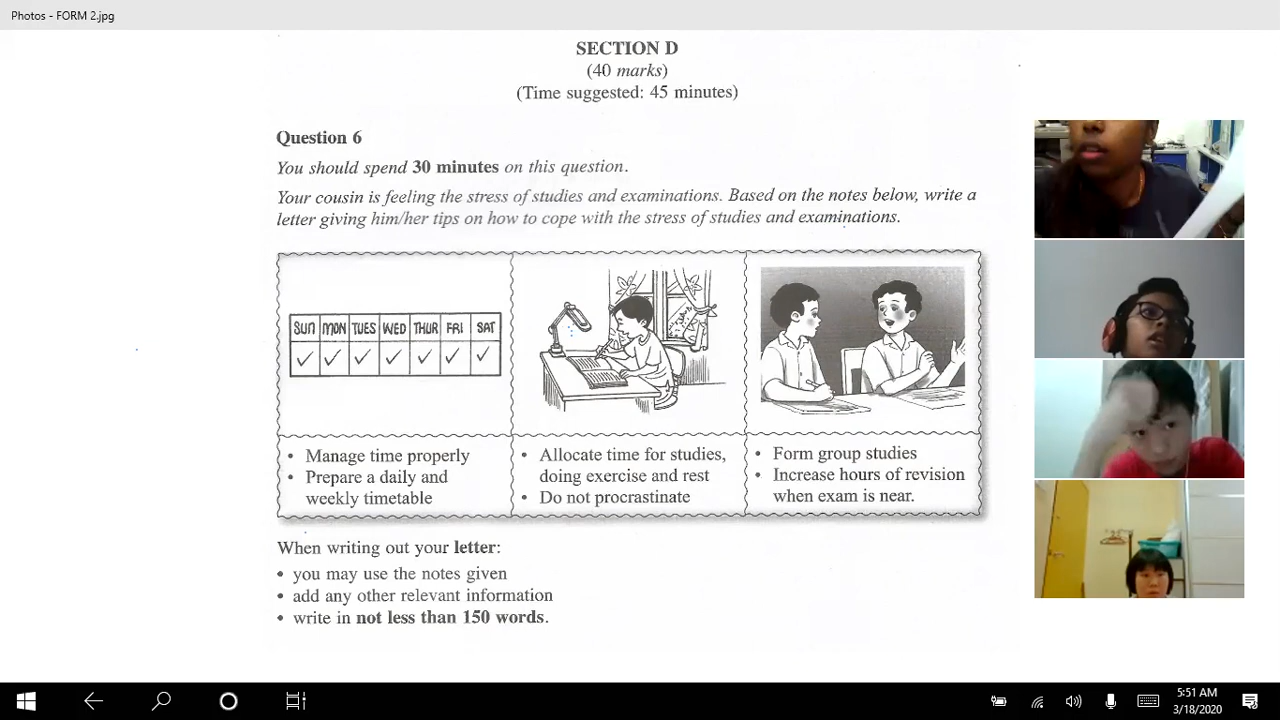 Photos - FORM 2.jpg
SECTION D
(40 marks)
(Time suggested: 45 minutes)
Question 6
You should spend 30 minutes on this question.
Your cousin is feeling the stress of studies and examinations. Based on the notes below, write a
letter giving him/her tips on how to cope with the stress of studies and examinations.
SUN MON TUES WED THUR FRI SAT
• Manage time properly
• Prepare a daily and
weekly timetable
• Allocate time for studies,
doing exercise and rest
• Do not procrastinate
• Form group studies
• Increase hours of revision
when exam is near.
When writing out your letter:
• you may use the notes given
• add any other relevant information
• write in not less than 150 words.
5:51 AM
3/18/2020